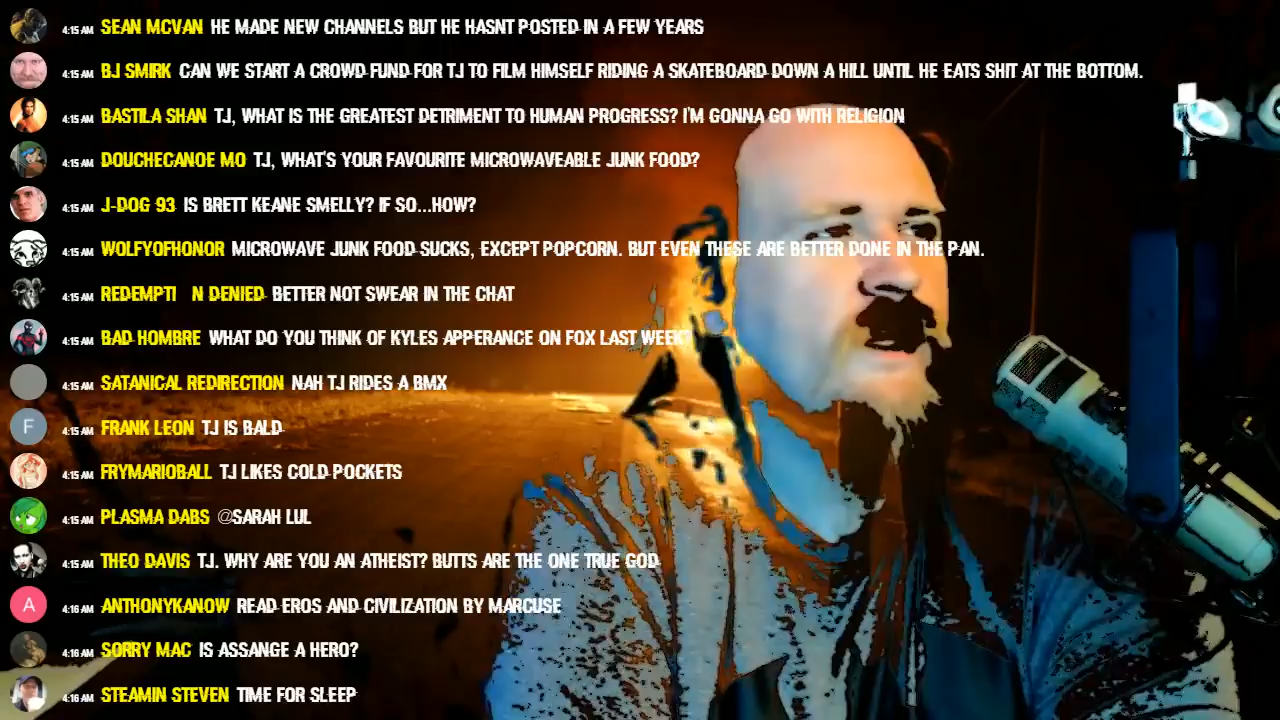 4:15 AM SEAN MCVAN HE MADE NEW CHANNELS BUT HE HASNT POSTED IN A FEW YEARS
4:15 AM BJ SMIRK CAN WE START A CROWD FUND FOR TJ TO FILM HIMSELF RIDING A SKATEBOARD DOWN A HILL UNTIL HE EATS SHIT AT THE BOTTOM.
4:15 AM BASTILA SHAN TJ, WHAT IS THE GREATEST DETRIMENT TO HUMAN PROGRESS? I'M GONNA GO WITH RELIGION
4:15 AM DOUCHECANOE MO TJ, WHAT'S YOUR FAVOURITE MICROWAVEABLE JUNK FOOD?
4:15 AM J-DOG 93 IS BRETT KEANE SMELLY? IF SO...HOW?
4:15 AM WOLFYOFHONOR MICROWAVE JUNK FOOD SUCKS, EXCEPT POPCORN. BUT EVEN THESE ARE BETTER DONE IN THE PAN.
4:15 AM REDEMPTI N DENIED BETTER NOT SWEAR IN THE CHAT
4:15 AM BAD HOMBRE WHAT DO YOU THINK OF KYLES APPERANCE ON FOX LAST WEEK?
4:15 AM SATANICAL REDIRECTION NAH TJ RIDES A BMX
F 4:15 AM FRANK LEON TJ IS BALD
4:15 AM FRYMARIOBALL TJ LIKES COLD POCKETS
4:15 AM PLASMA DABS @SARAH LUL
4:15 AM THEO DAVIS T.J. WHY ARE YOU AN ATHEIST? BUTTS ARE THE ONE TRUE GOD
A 4:16 AM ANTHONYKANOW READ EROS AND CIVILIZATION BY MARCUSE
4:16 AM SORRY MAC IS ASSANGE A HERO?
4:16 AM STEAMIN STEVEN TIME FOR SLEEP